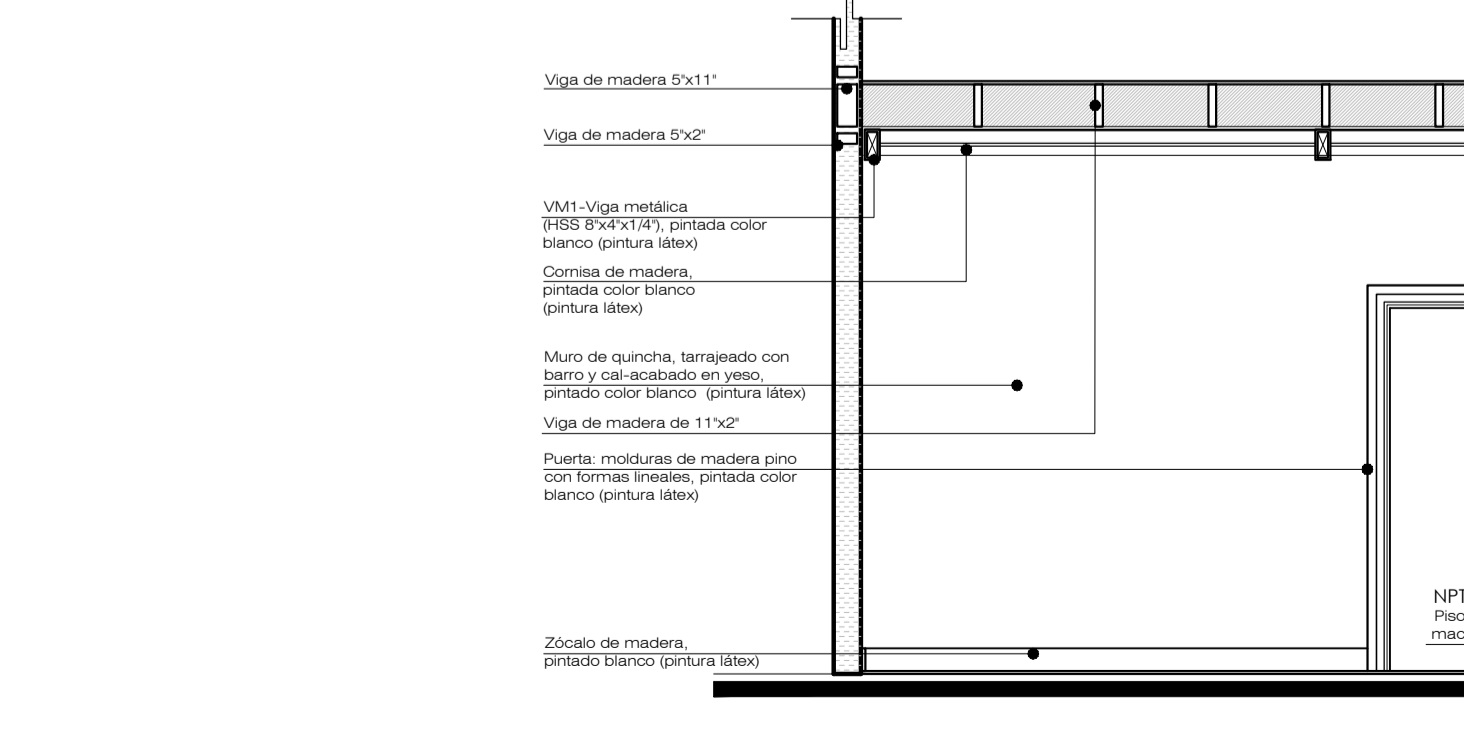 Viga de madera 5"x11"
Viga de madera 5"x2"
VM1-Viga metálica
(HSS 8"x4"x1/4"), pintada color
blanco (pintura látex)
Cornisa de madera,
pintada color blanco
(pintura látex)
Muro de quincha, tarrajeado con
barro y cal-acabado en yeso,
pintado color blanco (pintura látex)
Viga de madera de 11"x2"
Puerta: molduras de madera pino
con formas lineales, pintada color
blanco (pintura látex)
NPT
Piso
Zócalo de madera,
pintado blanco (pintura látex)